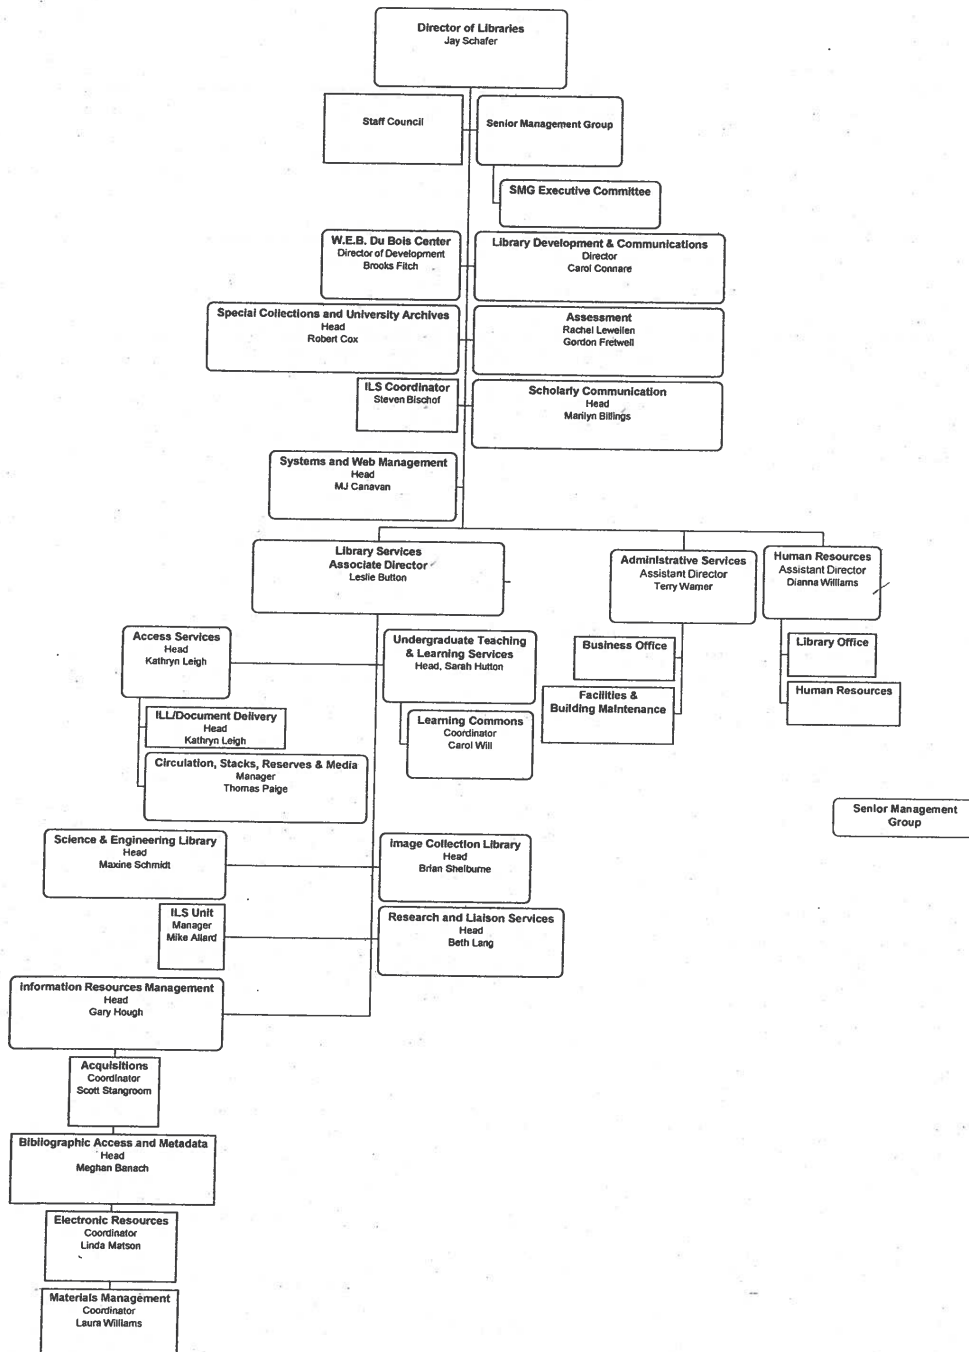 Director of Libraries
Jay Schafer
Staff Council
Senior Management Group
SMG Executive Committee
W.E.B. Du Bois Center
Director of Development
Brooks Fitch
Library Development & Communications
Director
Carol Connare
Special Collections and University Archives
Head
Robert Cox
Assessment
Rachel Lewellen
Gordon Fretwell
ILS Coordinator
Steven Bischof
Scholarly Communication
Head
Marilyn Billings
Systems and Web Management
Head
MJ Canavan
Library Services
Associate Director
Leslie Button
Administrative Services
Assistant Director
Terry Warner
Human Resources
Assistant Director
Dianna Williams
Access Services
Head
Kathryn Leigh
Undergraduate Teaching
& Learning Services
Head, Sarah Hutton
Business Office
Library Office
Facilities &
Building Maintenance
Human Resources
ILL/Document Delivery
Head
Kathryn Leigh
Learning Commons
Coordinator
Carol Will
Circulation, Stacks, Reserves & Media
Manager
Thomas Paige
Senior Management
Group
Science & Engineering Library
Head
Maxine Schmidt
Image Collection Library
Head
Brian Shelburne
ILS Unit
Manager
Mike Allard
Research and Liaison Services
Head
Beth Lang
Information Resources Management
Head
Gary Hough
Acquisitions
Coordinator
Scott Stangroom
Bibliographic Access and Metadata
Head
Meghan Banach
Electronic Resources
Coordinator
Linda Matson
Materials Management
Coordinator
Laura Williams